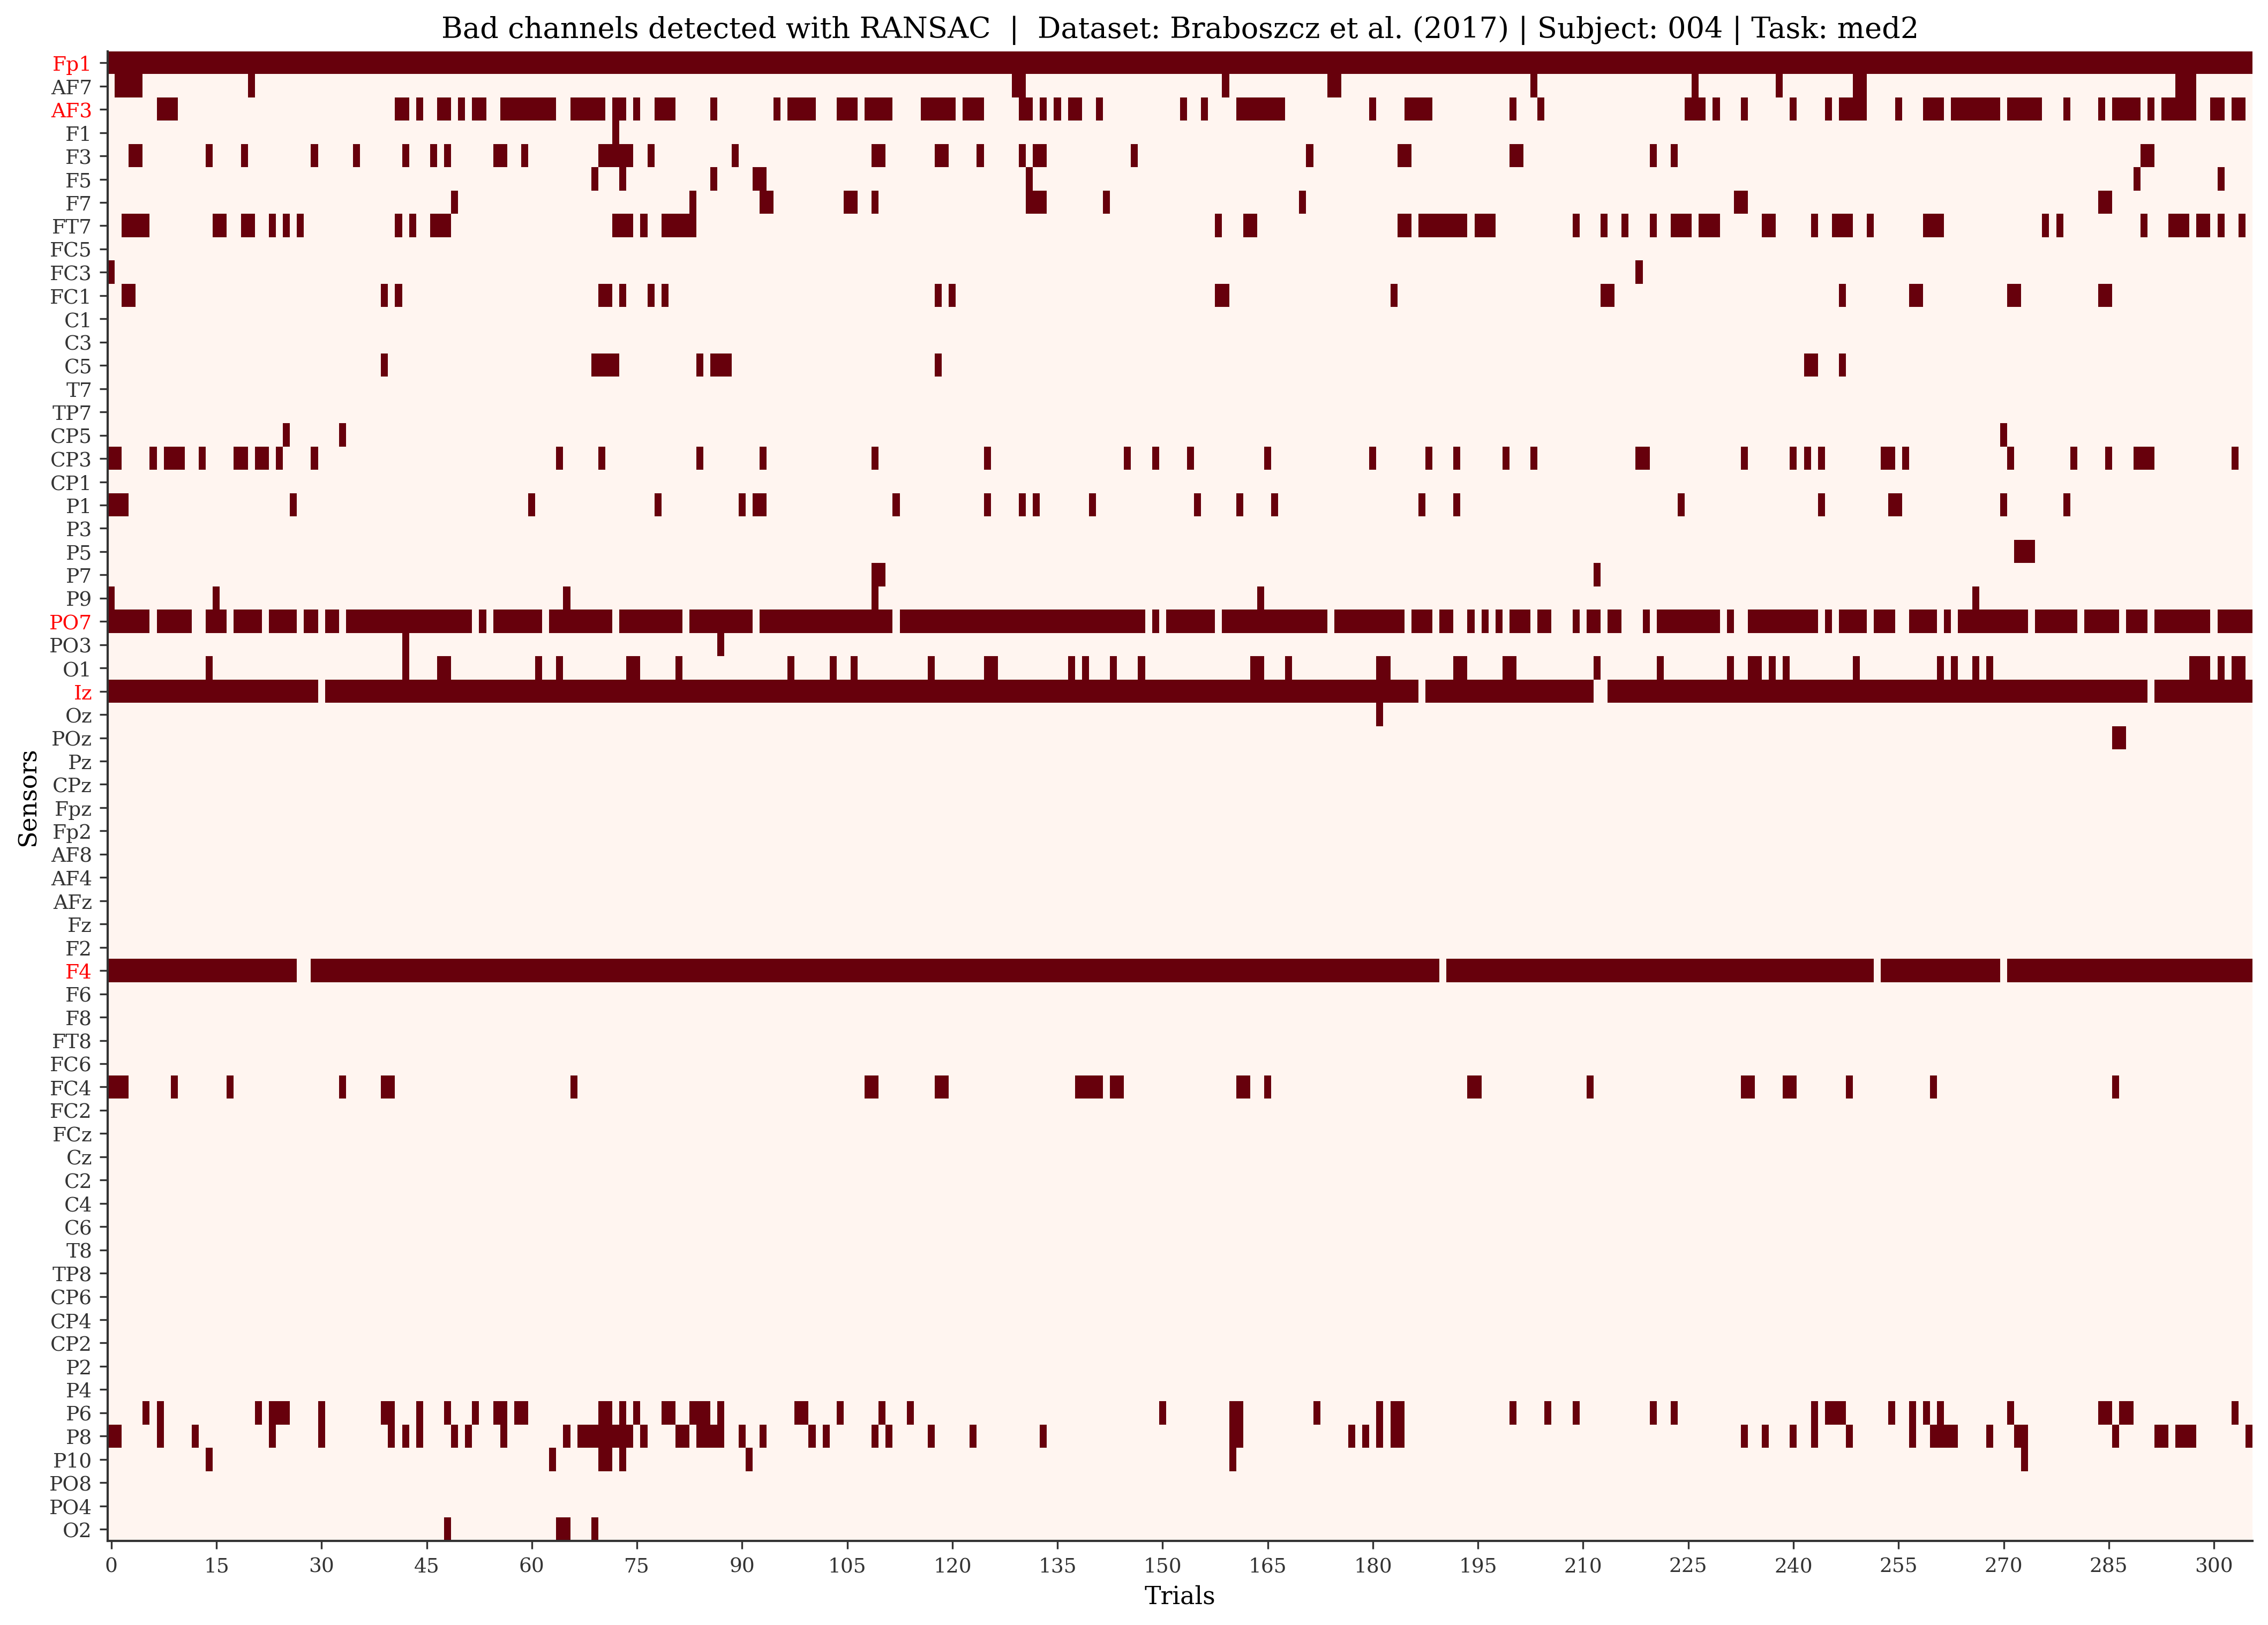 Bad channels detected with RANSAC | Dataset: Braboszcz et al. (2017) | Subject: 004 | Task: med2
Sensors
Fp1
AF7
AF3
F1
F3
F5
F7
FT7
FC5
FC3
FC1
C1
C3
C5
T7
TP7
CP5
CP3
CP1
P1
P3
P5
P7
P9
PO7
PO3
O1
Iz
Oz
POz
Pz
CPz
Fpz
Fp2
AF8
AF4
AFz
Fz
F2
F4
F6
F8
FT8
FC6
FC4
FC2
FCz
Cz
C2
C4
C6
T8
TP8
CP6
CP4
CP2
P2
P4
P6
P8
P10
PO8
PO4
O2
0 15 30 45 60 75 90 105 120 135 150 165 180 195 210 225 240 255 270 285 300
Trials